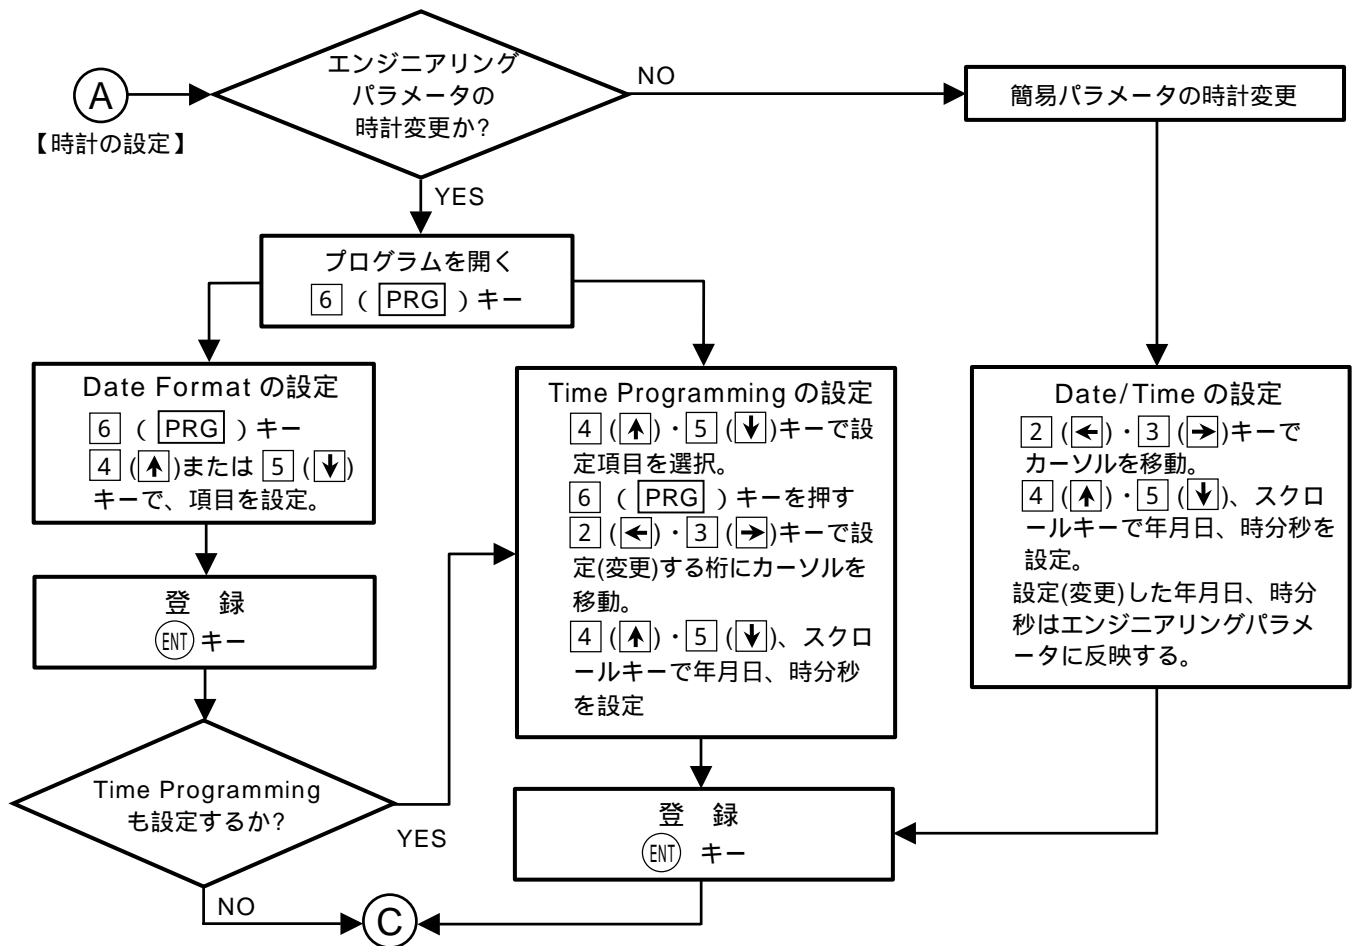 A
【時計の設定】
エンジニアリング
パラメータの
時計変更か?
NO
簡易パラメータの時計変更
YES
プログラムを開く
6 ( PRG ) キー
Date Format の設定
6 ( PRG ) キー
4 (↑)または 5 (↓)
キーで、項目を設定。
登 録
ENT キー
Time Programming
も設定するか?
YES
NO
Time Programming の設定
4 (↑)・5 (↓)キーで設
定項目を選択。
6 ( PRG ) キーを押す
2 (←)・3 (→)キーで設
定(変更)する桁にカーソルを
移動。
4 (↑)・5 (↓)、スクロ
ールキーで年月日、時分秒
を設定
登 録
ENT キー
Date/Time の設定
2 (←)・3 (→)キーで
カーソルを移動。
4 (↑)・5 (↓)、スクロ
ールキーで年月日、時分秒を
設定。
設定(変更)した年月日、時分
秒はエンジニアリングパラメ
ータに反映する。
C